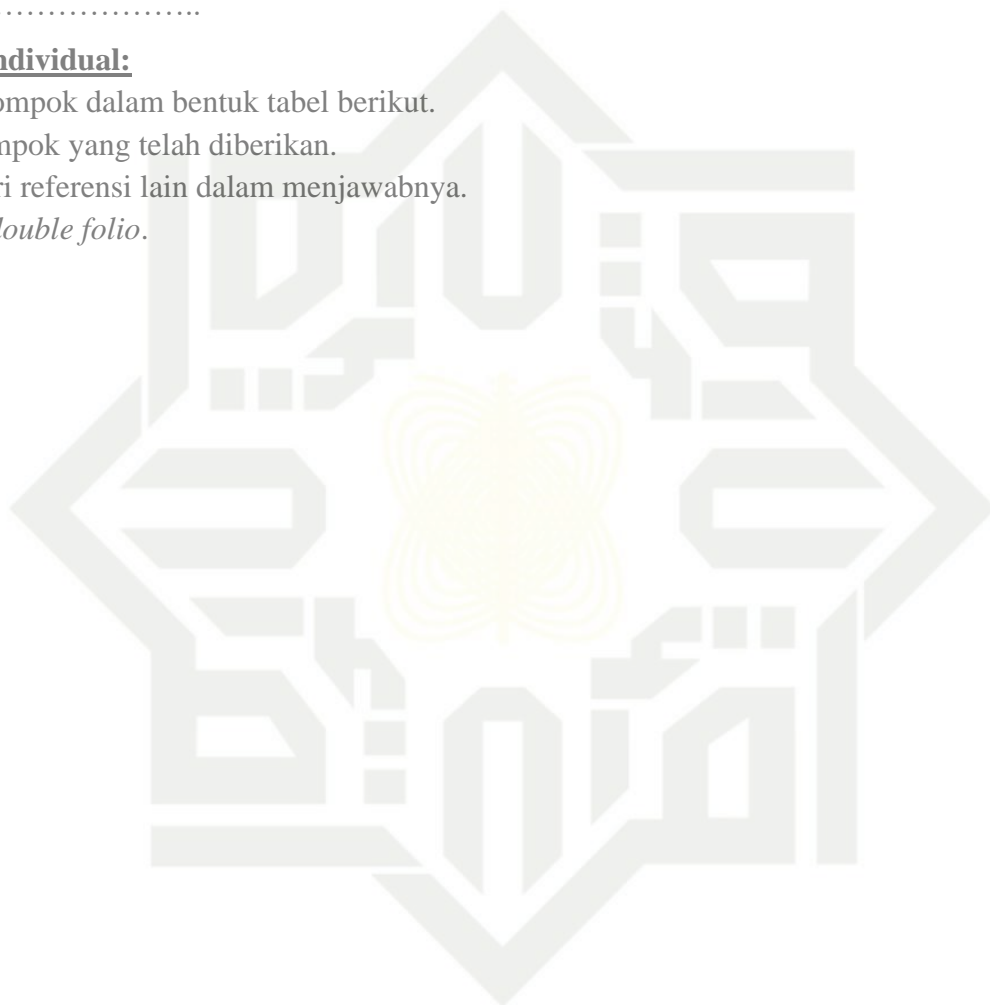 ………………..
ndividual:
ompok dalam bentuk tabel berikut.
mpok yang telah diberikan.
ri referensi lain dalam menjawabnya.
louble folio.